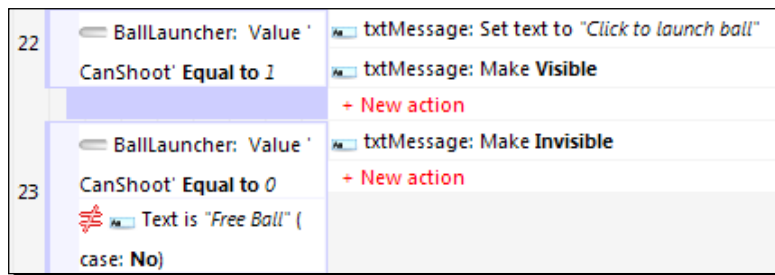 22
BallLauncher: Value '
CanShoot' Equal to 1
txtMessage: Set text to "Click to launch ball"
txtMessage: Make Visible
+ New action
23
BallLauncher: Value '
CanShoot' Equal to 0
Text is "Free Ball" (
case: No)
txtMessage: Make Invisible
+ New action